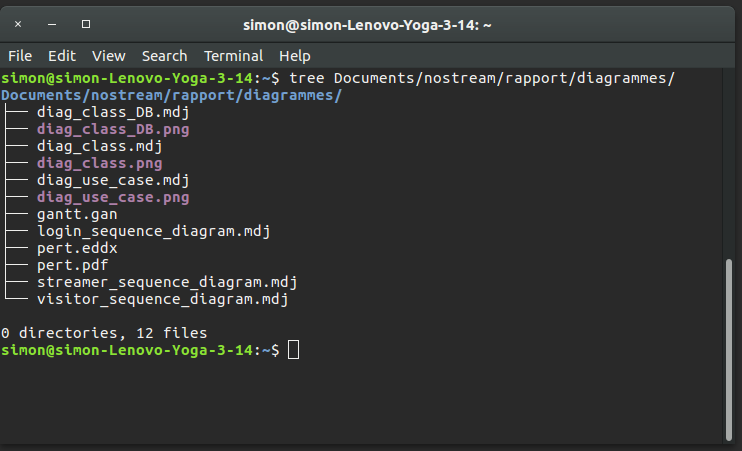 simon@simon-Lenovo-Yoga-3-14: ~
File Edit View Search Terminal Help
simon@simon-Lenovo-Yoga-3-14:~$ tree Documents/nostream/rapport/diagrammes/
Documents/nostream/rapport/diagrammes/
├── diag_class_DB.mdj
├── diag_class_DB.png
├── diag_class.mdj
├── diag_class.png
├── diag_use_case.mdj
├── diag_use_case.png
├── gantt.gan
├── login_sequence_diagram.mdj
├── pert.eddx
├── pert.pdf
├── streamer_sequence_diagram.mdj
└── visitor_sequence_diagram.mdj
0 directories, 12 files
simon@simon-Lenovo-Yoga-3-14:~$